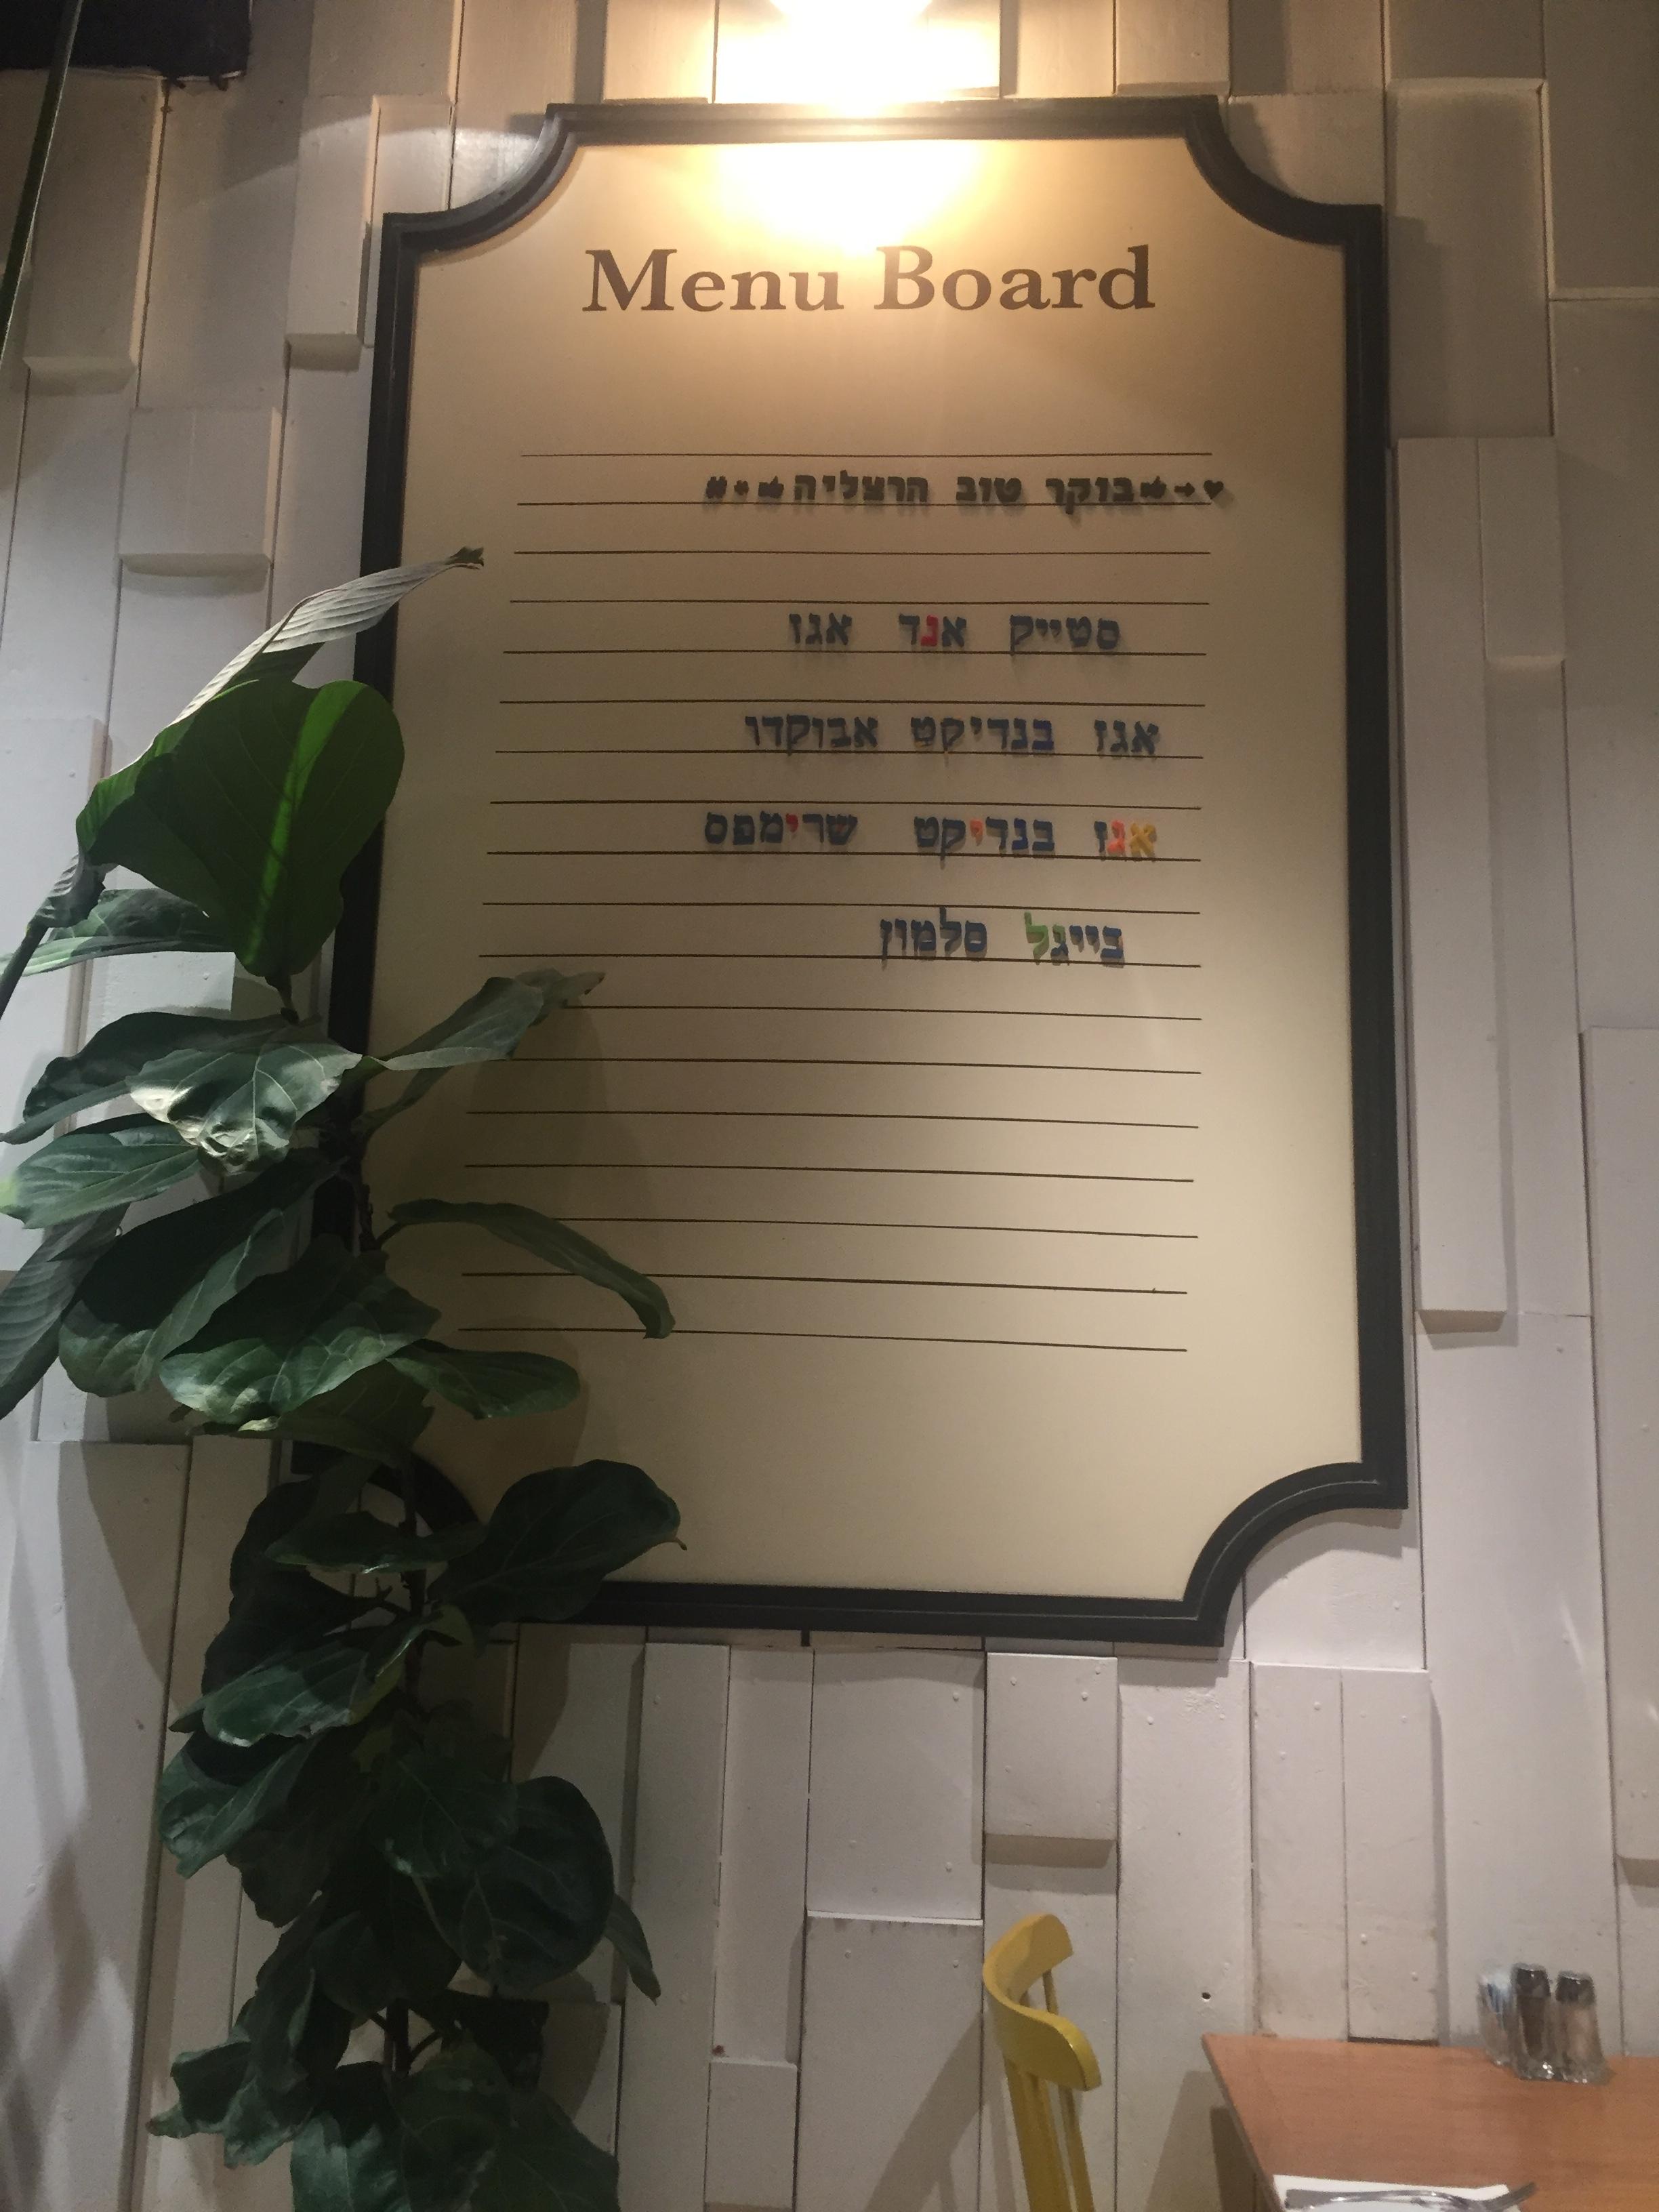 Menu Board
בוקר טוב הרצליה
סטייק אנד אגז
אגז בנדיקט אבוקדו
אגז בנדיקט שרימפס
בייגל סלמון